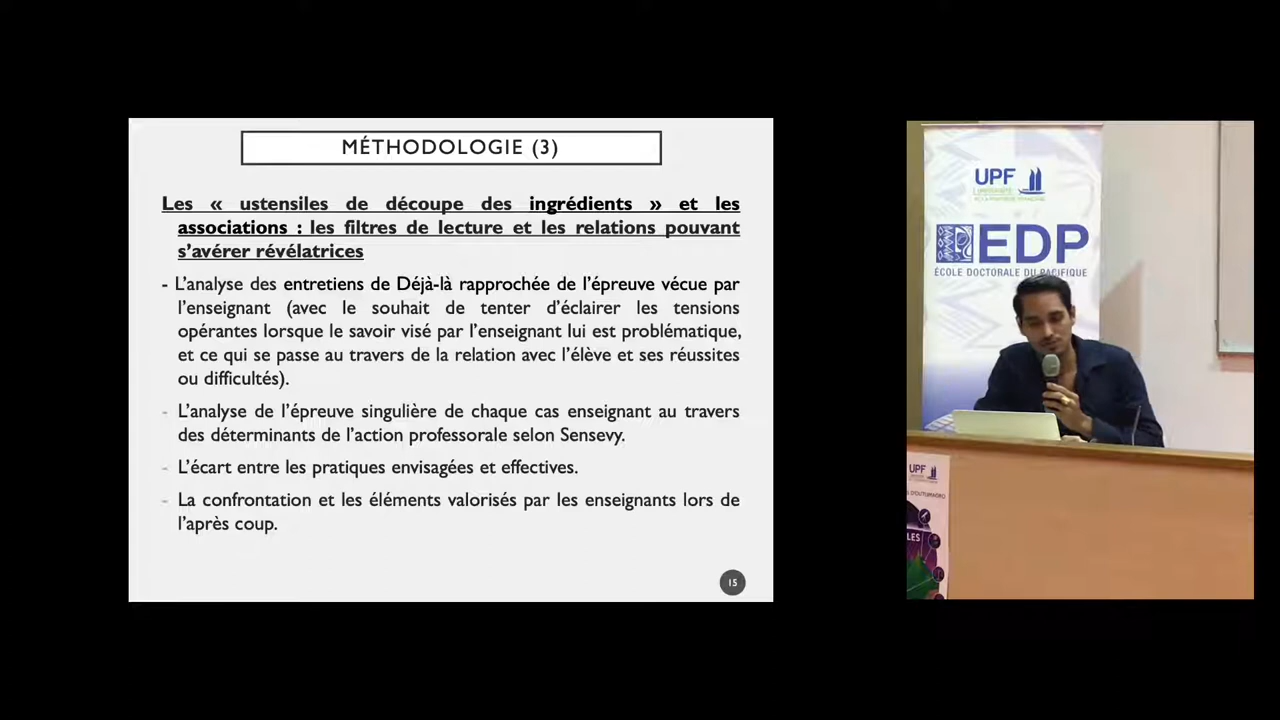 MÉTHODOLOGIE (3)
Les « ustensiles de découpe des ingrédients » et les
associations : les filtres de lecture et les relations pouvant
s’avérer révélatrices
- L’analyse des entretiens de Déjà-là rapprochée de l’épreuve vécue par
l’enseignant (avec le souhait de tenter d’éclairer les tensions
opérantes lorsque le savoir visé par l’enseignant lui est problématique,
et ce qui se passe au travers de la relation avec l’élève et ses réussites
ou difficultés).
- L’analyse de l’épreuve singulière de chaque cas enseignant au travers
des déterminants de l’action professorale selon Sensevy.
- L’écart entre les pratiques envisagées et effectives.
- La confrontation et les éléments valorisés par les enseignants lors de
l’après coup.
15
UPF
EDP
ÉCOLE DOCTORALE DU PACIFIQUE
UPF
LES